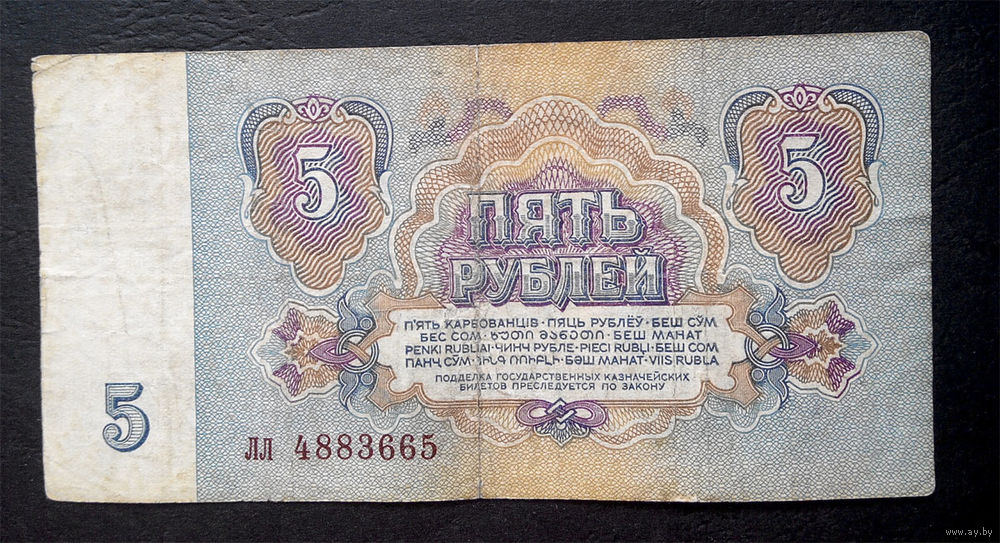 5 5
ПЯТЬ
РУБЛЕЙ
П'ЯТЬ КАРБОВАНЦІВ · ПЯЦЬ РУБЛЁЎ · БЕШ СЎМ
БЕС СОМ · ხუთი მანეთი · БЕШ МАНАТ
PENKI RUBLIAI · ЧИНЧ РУБЛЕ · PIECI RUBĻI · БЕШ СОМ
ПАНҶ СЎМ · ՀԻՆԳ ՌՈՒԲԼԻ · БӘШ МАНАТ · VIIS RUBLA
ПОДДЕЛКА ГОСУДАРСТВЕННЫХ КАЗНАЧЕЙСКИХ
БИЛЕТОВ ПРЕСЛЕДУЕТСЯ ПО ЗАКОНУ
5
лл 4883665
www.ay.by